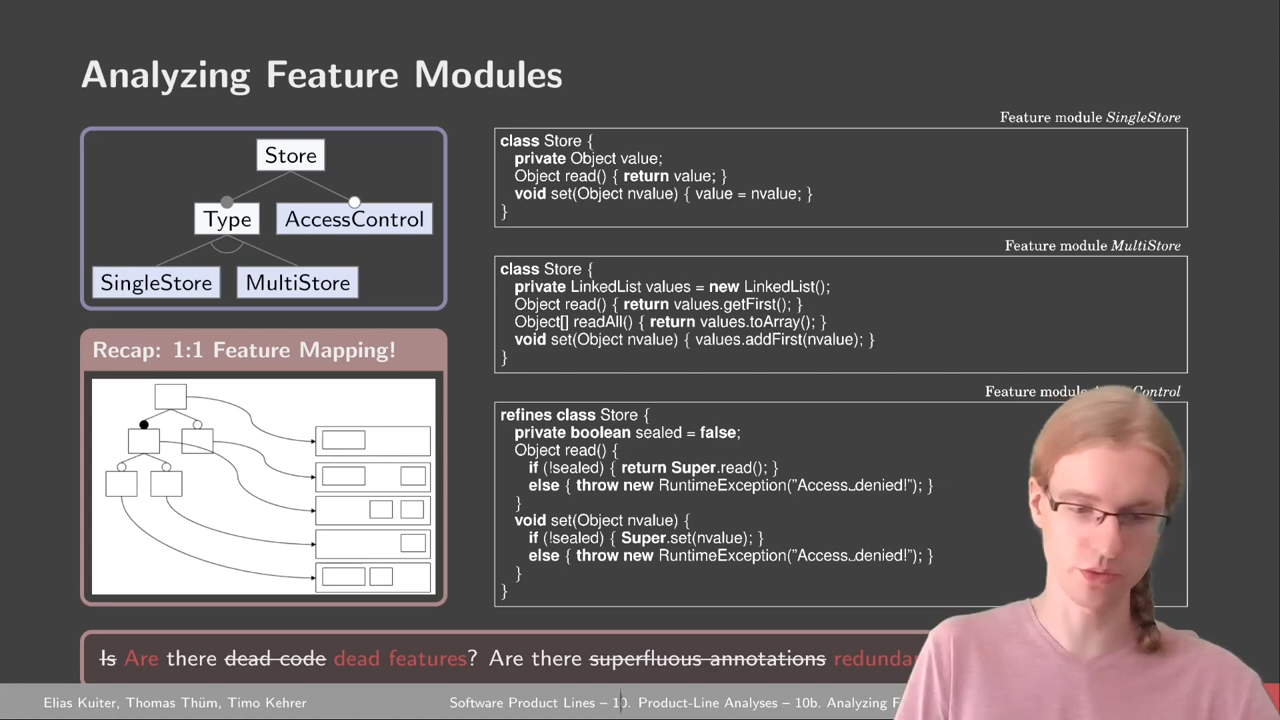 Analyzing Feature Modules
Store
Type
AccessControl
SingleStore
MultiStore
Recap: 1:1 Feature Mapping!
Feature module SingleStore
class Store {
private Object value;
Object read() { return value; }
void set(Object nvalue) { value = nvalue; }
}
Feature module MultiStore
class Store {
private LinkedList values = new LinkedList();
Object read() { return values.getFirst(); }
Object[] readAll() { return values.toArray(); }
void set(Object nvalue) { values.addFirst(nvalue); }
}
Feature module Control
refines class Store {
private boolean sealed = false;
Object read() {
if (!sealed) { return Super.read(); }
else { throw new RuntimeException("Access␣denied!"); }
}
void set(Object nvalue) {
if (!sealed) { Super.set(nvalue); }
else { throw new RuntimeException("Access␣denied!"); }
}
}
Is Are there dead code dead features? Are there superfluous annotations
Elias Kuiter, Thomas Thüm, Timo Kehrer
Software Product Lines – 10. Product-Line Analyses – 10b. Analyzing